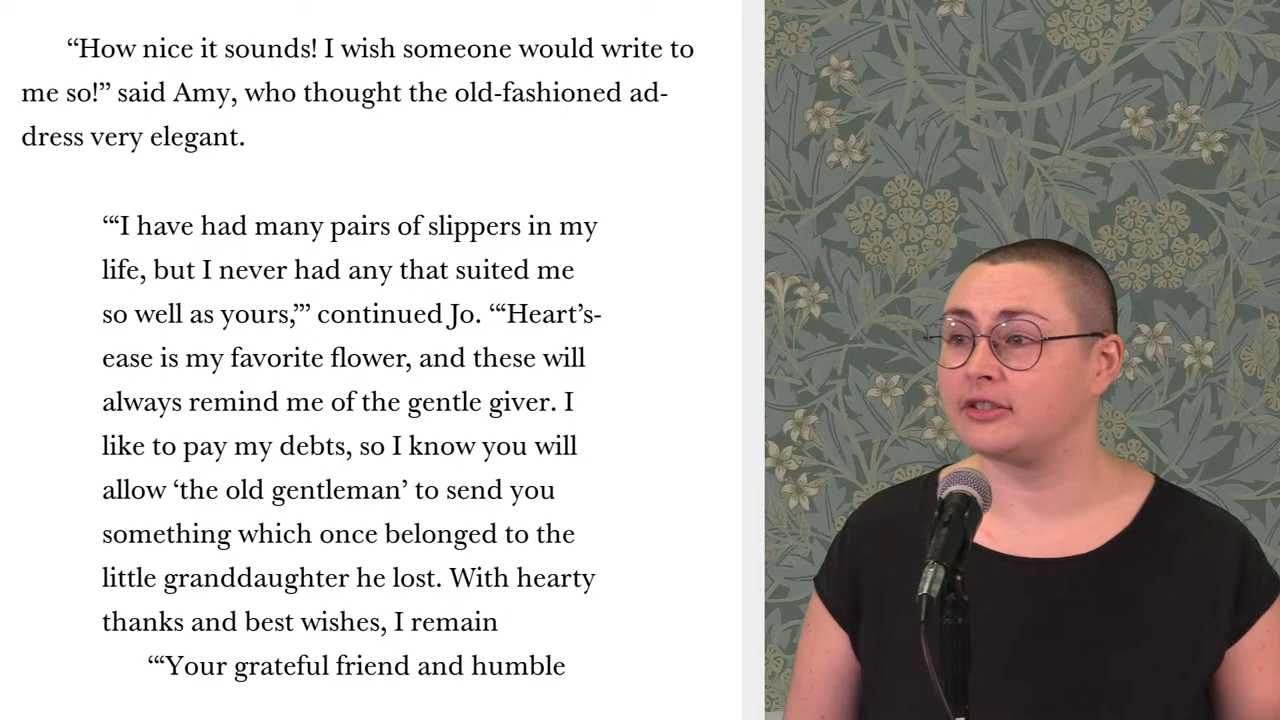 “How nice it sounds! I wish someone would write to
me so!” said Amy, who thought the old-fashioned ad-
dress very elegant.
“‘I have had many pairs of slippers in my
life, but I never had any that suited me
so well as yours,’” continued Jo. “‘Heart’s-
ease is my favorite flower, and these will
always remind me of the gentle giver. I
like to pay my debts, so I know you will
allow ‘the old gentleman’ to send you
something which once belonged to the
little granddaughter he lost. With hearty
thanks and best wishes, I remain
“‘Your grateful friend and humble